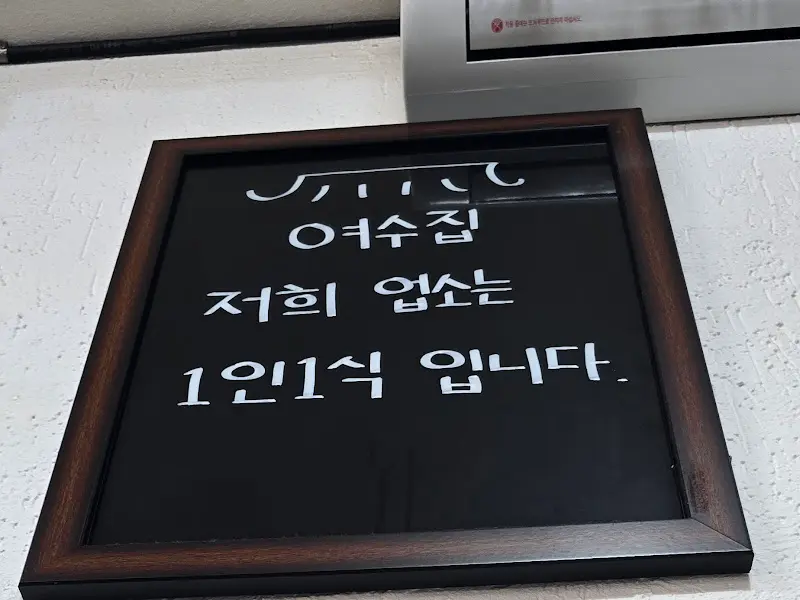 여수집
저희 업소는
1인1식 입니다.